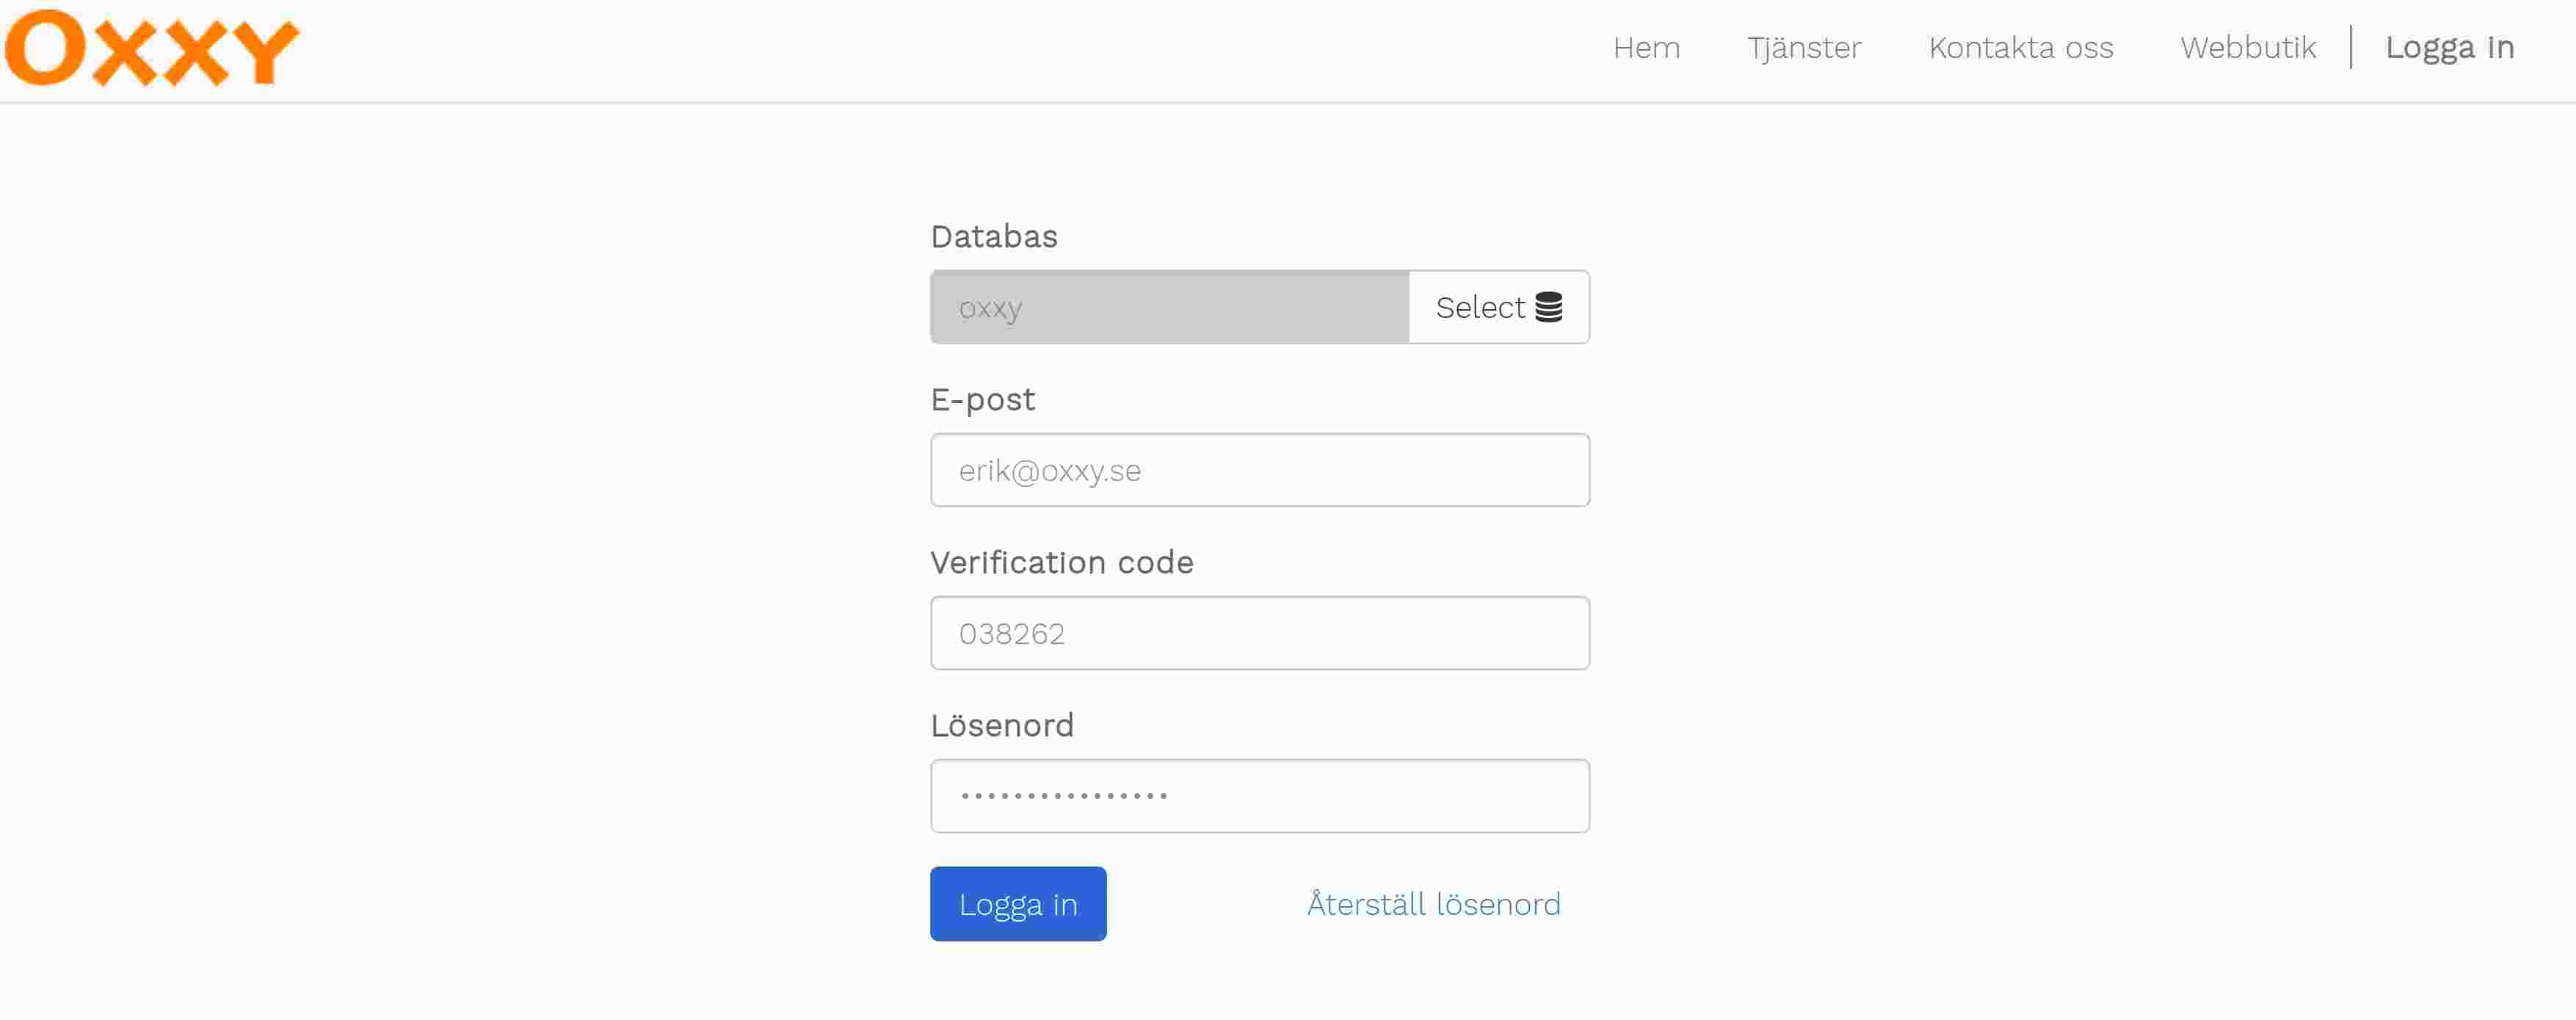 Oxxy
Hem Tjänster Kontakta oss Webbutik Logga in
Databas
oxxy Select
E-post
erik@oxxy.se
Verification code
038262
Lösenord
••••••••••••••••
Logga in Återställ lösenord